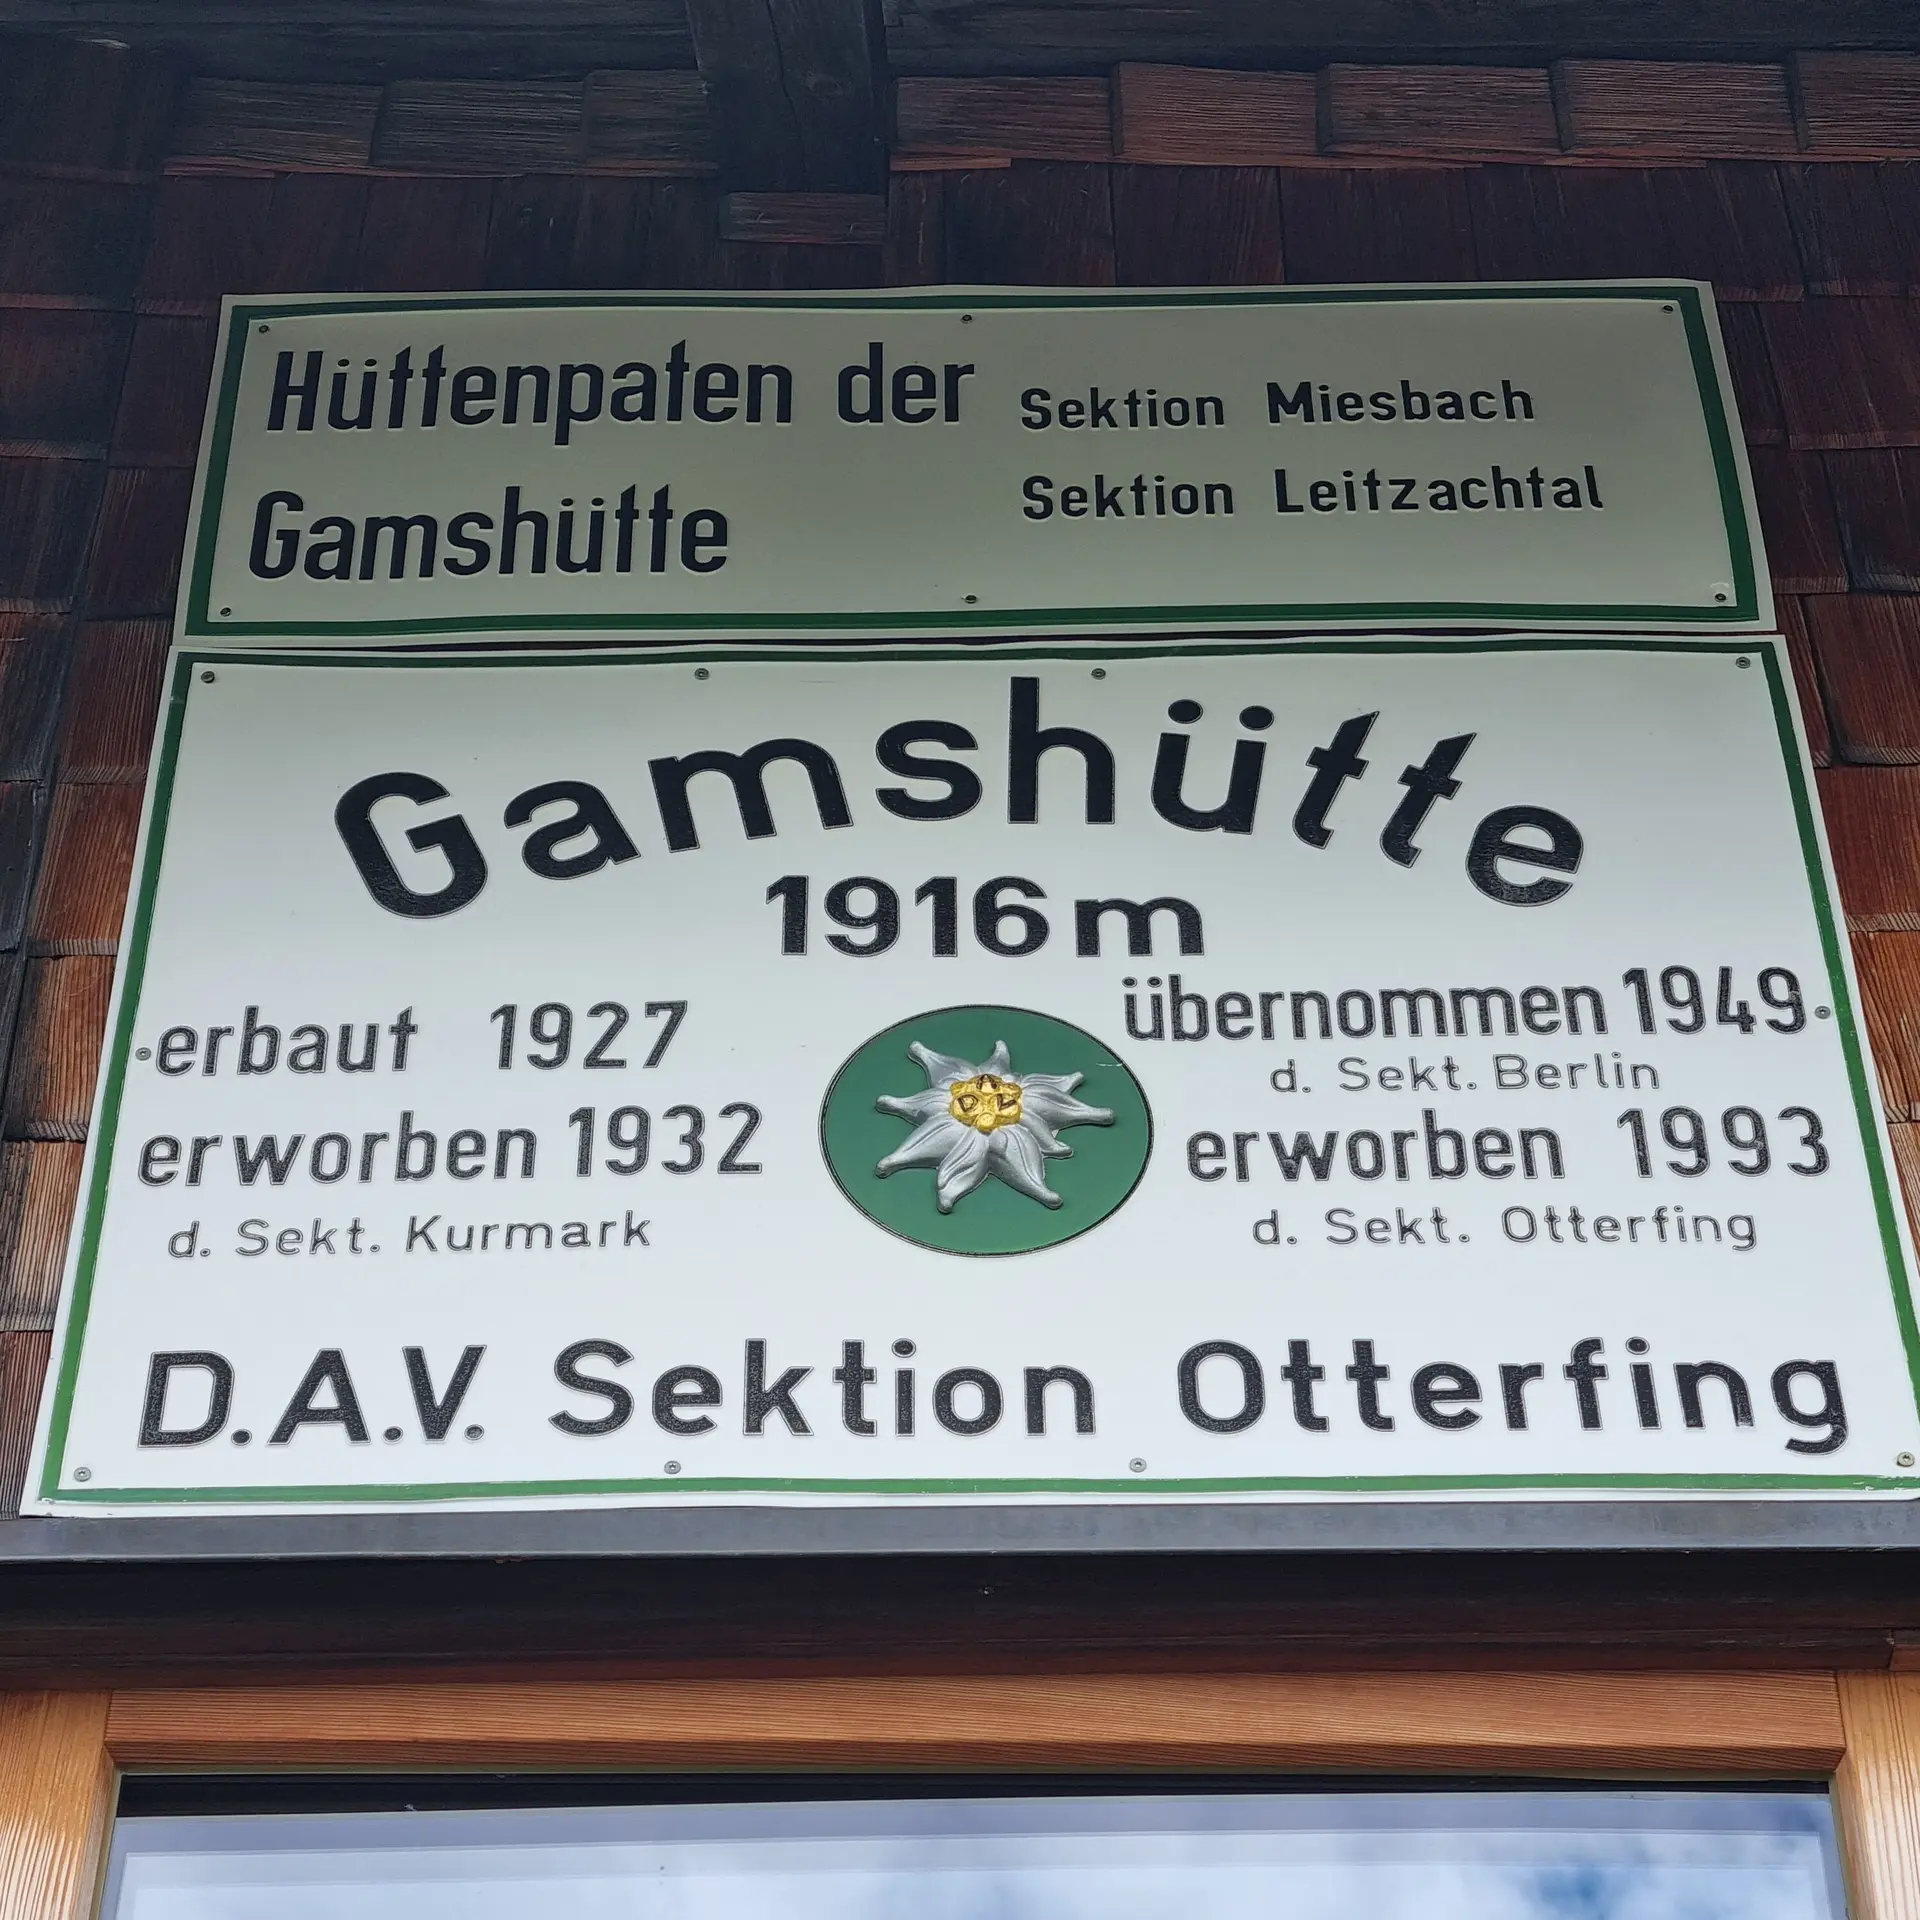 Hüttenpaten der
Gamshütte
Sektion Miesbach
Sektion Leitzachtal
Gamshütte
1916m
erbaut 1927
erworben 1932
d. Sekt. Kurmark
A
D V
übernommen 1949
d. Sekt. Berlin
erworben 1993
d. Sekt. Otterfing
D.A.V. Sektion Otterfing